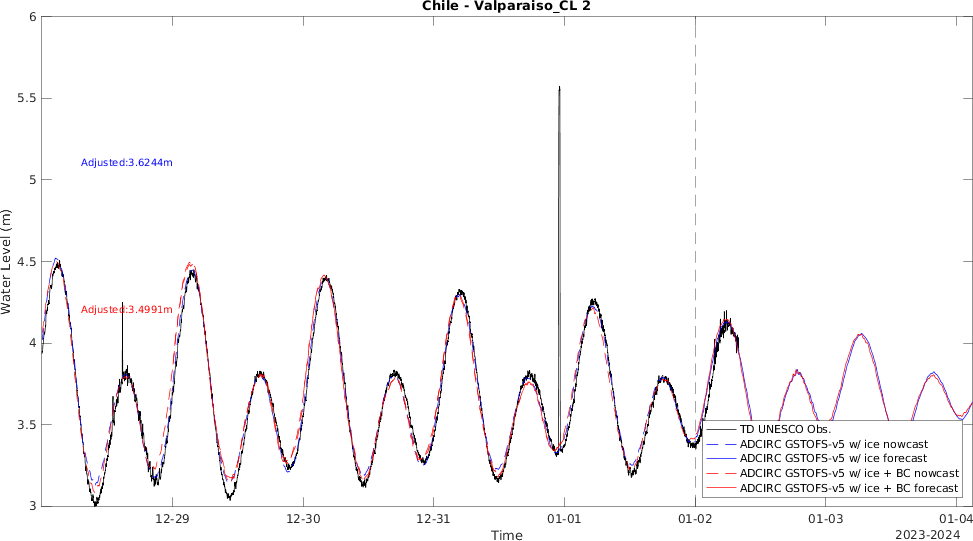 Chile - Valparaiso_CL 2
Water Level (m)
6
5.5
5
4.5
4
3.5
3
Adjusted:3.6244m
Adjusted:3.4991m
TD UNESCO Obs.
ADCIRC GSTOFS-v5 w/ ice nowcast
ADCIRC GSTOFS-v5 w/ ice forecast
ADCIRC GSTOFS-v5 w/ ice + BC nowcast
ADCIRC GSTOFS-v5 w/ ice + BC forecast
12-29 12-30 12-31 01-01 01-02 01-03 01-04
Time
2023-2024